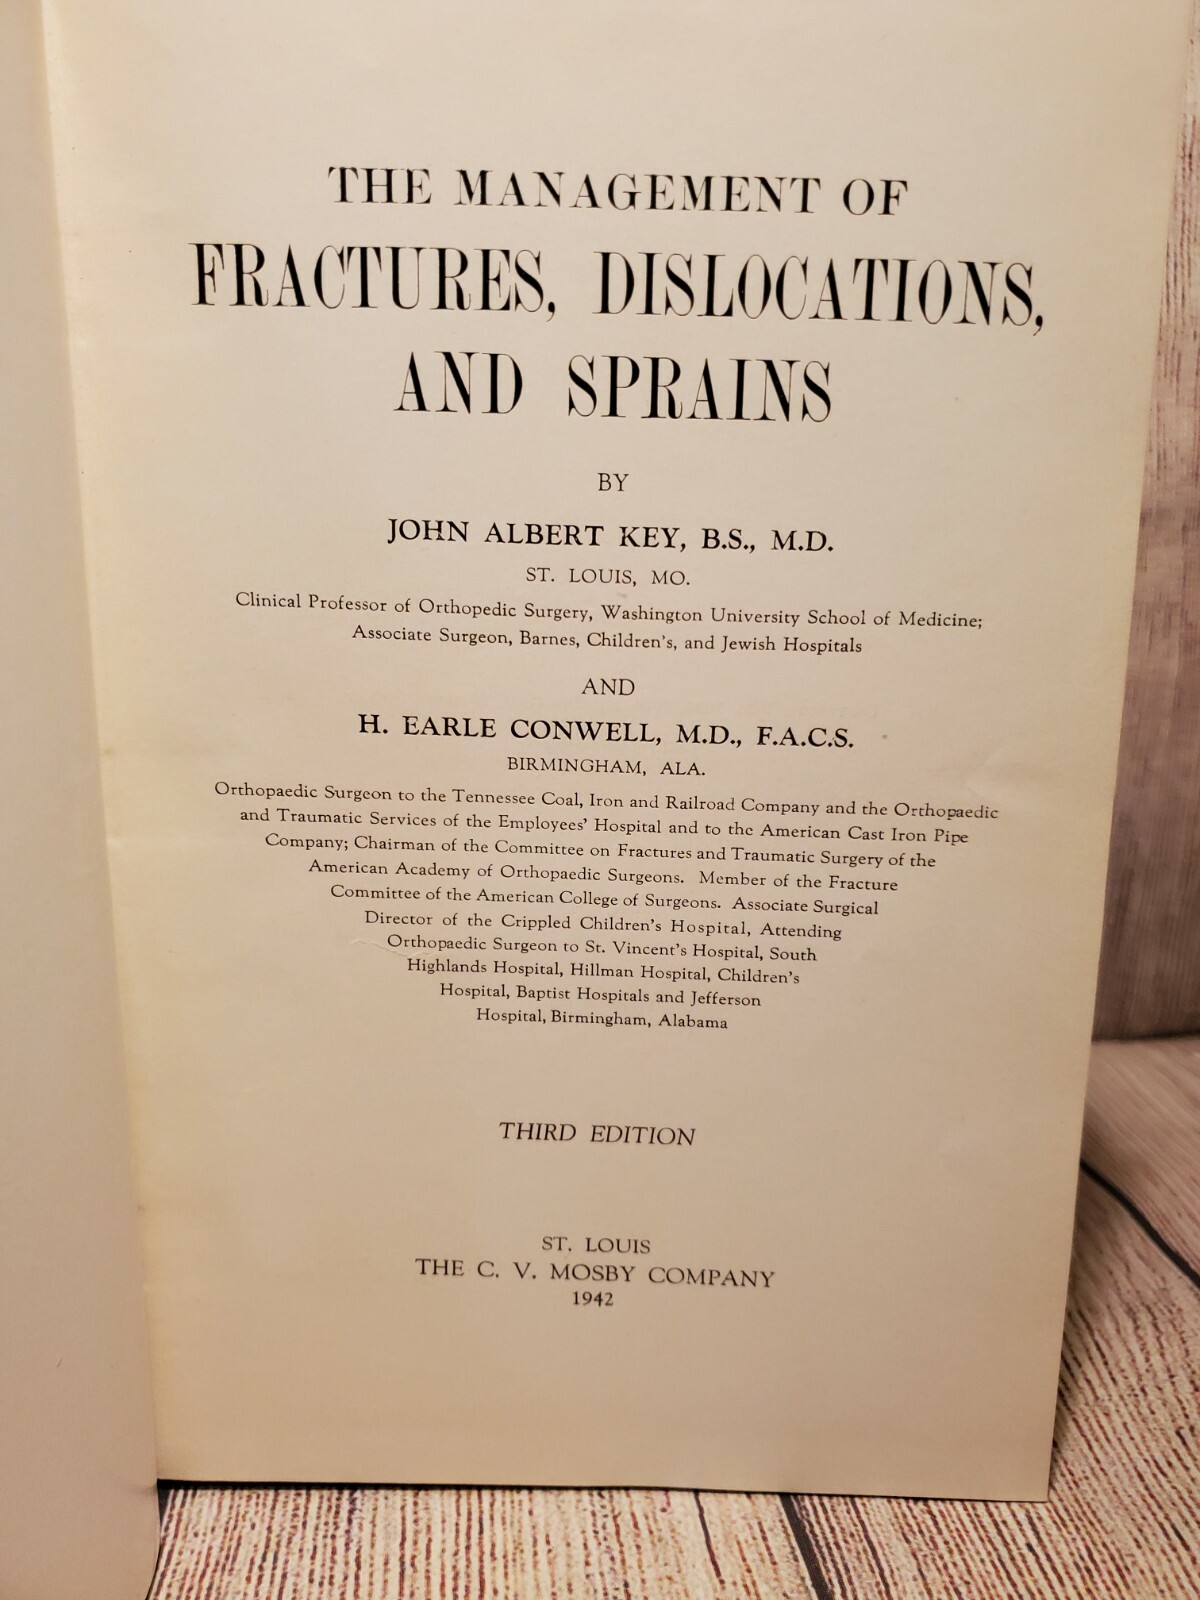 THE MANAGEMENT OF
FRACTURES, DISLOCATIONS,
AND SPRAINS
BY
JOHN ALBERT KEY, B.S., M.D.
ST. LOUIS, MO.
Clinical Professor of Orthopedic Surgery, Washington University School of Medicine;
Associate Surgeon, Barnes, Children's, and Jewish Hospitals
AND
H. EARLE CONWELL, M.D., F.A.C.S.
BIRMINGHAM, ALA.
Orthopaedic Surgeon to the Tennessee Coal, Iron and Railroad Company and the Orthopaedic
and Traumatic Services of the Employees' Hospital and to the American Cast Iron Pipe
Company; Chairman of the Committee on Fractures and Traumatic Surgery of the
American Academy of Orthopaedic Surgeons. Member of the Fracture
Committee of the American College of Surgeons. Associate Surgical
Director of the Crippled Children's Hospital, Attending
Orthopaedic Surgeon to St. Vincent's Hospital, South
Highlands Hospital, Hillman Hospital, Children's
Hospital, Baptist Hospitals and Jefferson
Hospital, Birmingham, Alabama
THIRD EDITION
ST. LOUIS
THE C. V. MOSBY COMPANY
1942